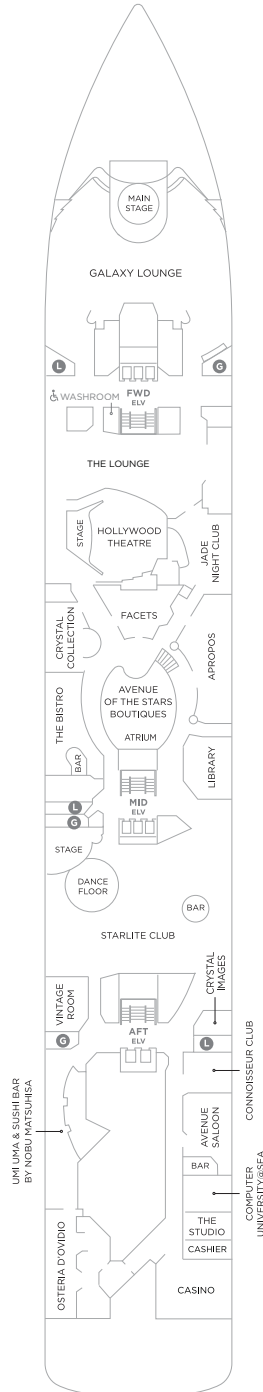 MAIN
STAGE
GALAXY LOUNGE
L
G
WASHROOM
FWD
ELV
THE LOUNGE
STAGE
HOLLYWOOD
THEATRE
JADE
NIGHT CLUB
FACETS
CRYSTAL
COLLECTION
APROPOS
AVENUE
OF THE STARS
BOUTIQUES
ATRIUM
THE BISTRO
BAR
LIBRARY
L
G
MID
ELV
STAGE
DANCE
FLOOR
BAR
STARLITE CLUB
VINTAGE
ROOM
CRYSTAL
IMAGES
G
AFT
ELV
L
CONNOISSEUR CLUB
UMI UMA & SUSHI BAR
BY NOBU MATSUHISA
AVENUE
SALOON
BAR
COMPUTER
UNIVERSITY@SEA
THE
STUDIO
CASHIER
OSTERIA D'OVIDIO
CASINO